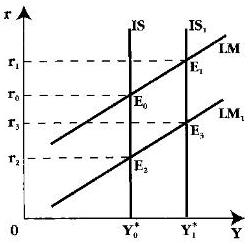 r
IS
IS₁
LM
r₁
E₁
r₀
E₀
LM₁
r₃
E₃
r₂
E₂
0
Y₀*
Y₁*
Y